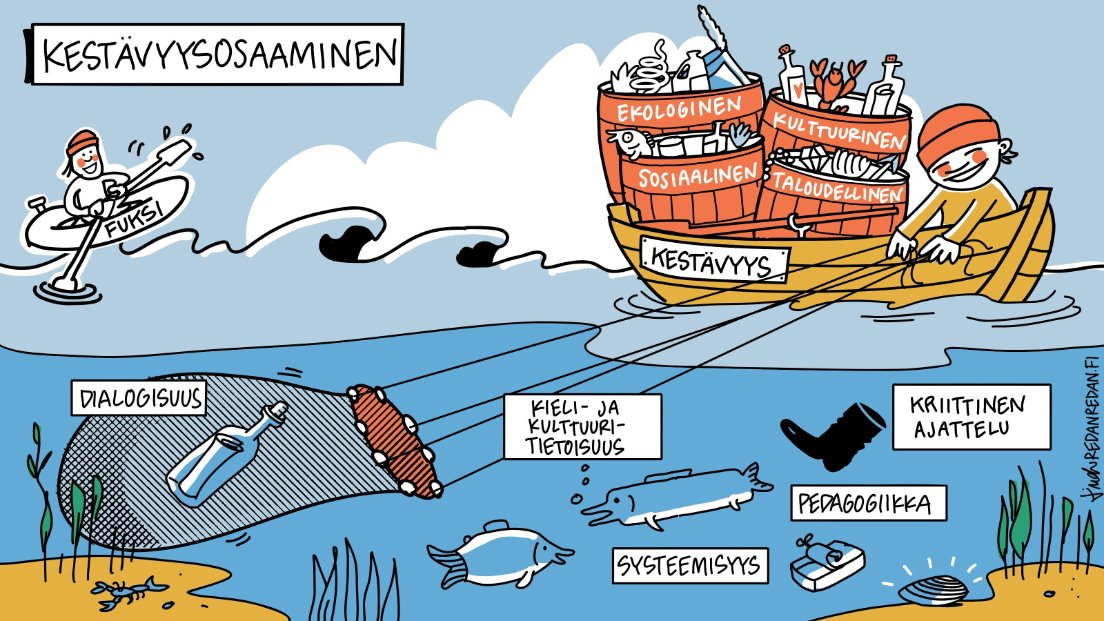 KESTÄVYYSOSAAMINEN
FUKSI
EKOLOGINEN
KULTTUURINEN
SOSIAALINEN
TALOUDELLINEN
KESTÄVYYS
DIALOGISUUS
KIELI- JA
KULTTUURI-
TIETOISUUS
KRIITTINEN
AJATTELU
PEDAGOGIIKKA
SYSTEEMISYYS
REDANREDAN.FI